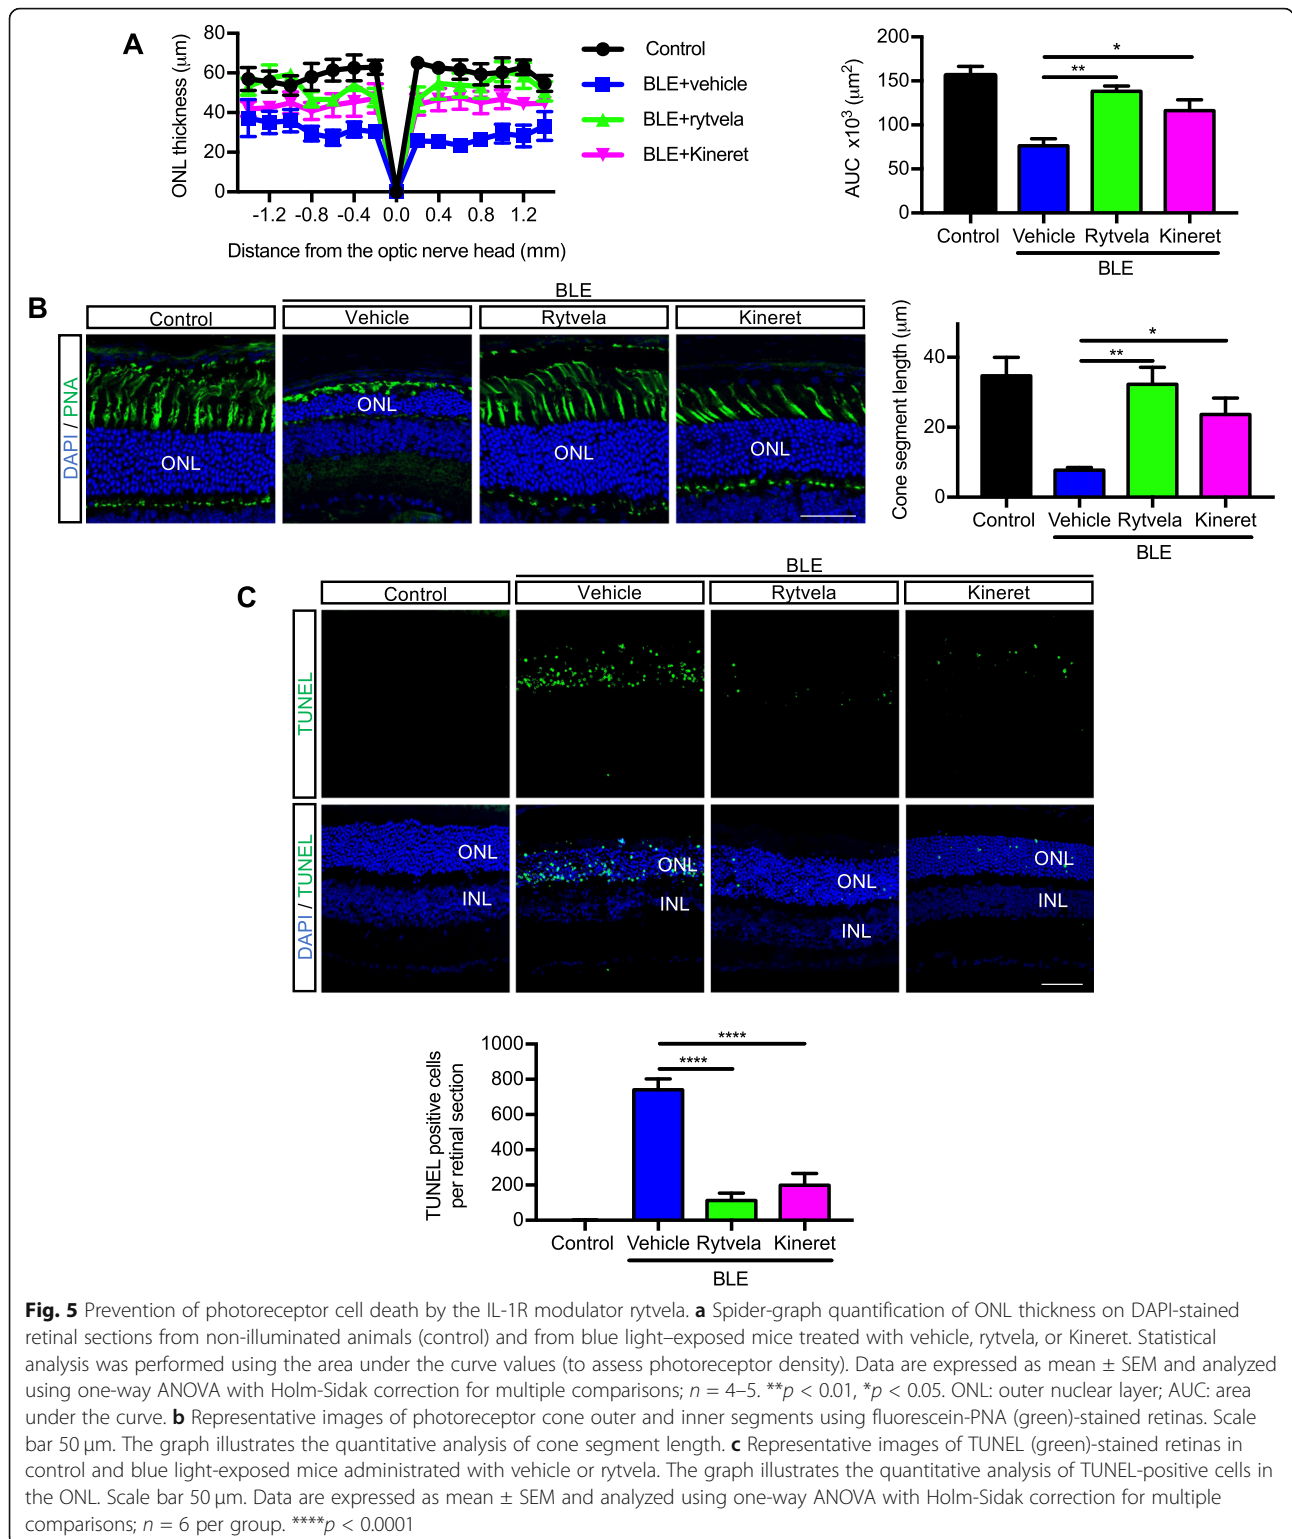 A
ONL thickness (μm)
80
60
40
20
0
-1.2 -0.8 -0.4 0.0 0.4 0.8 1.2
Distance from the optic nerve head (mm)
Control
BLE+vehicle
BLE+rytvela
BLE+Kineret
AUC x10³ (μm²)
200
150
100
50
0
*
**
Control Vehicle Rytvela Kineret
BLE
B
BLE
Control Vehicle Rytvela Kineret
DAPI / PNA
ONL ONL ONL ONL
Cone segment length (μm)
40
20
0
*
**
Control Vehicle Rytvela Kineret
BLE
C
BLE
Control Vehicle Rytvela Kineret
TUNEL
DAPI / TUNEL
ONL ONL ONL ONL
INL INL INL INL
TUNEL positive cells
per retinal section
1000
800
600
400
200
0
****
****
Control Vehicle Rytvela Kineret
BLE
Fig. 5 Prevention of photoreceptor cell death by the IL-1R modulator rytvela. a Spider-graph quantification of ONL thickness on DAPI-stained
retinal sections from non-illuminated animals (control) and from blue light–exposed mice treated with vehicle, rytvela, or Kineret. Statistical
analysis was performed using the area under the curve values (to assess photoreceptor density). Data are expressed as mean ± SEM and analyzed
using one-way ANOVA with Holm-Sidak correction for multiple comparisons; n = 4–5. **p < 0.01, *p < 0.05. ONL: outer nuclear layer; AUC: area
under the curve. b Representative images of photoreceptor cone outer and inner segments using fluorescein-PNA (green)-stained retinas. Scale
bar 50 μm. The graph illustrates the quantitative analysis of cone segment length. c Representative images of TUNEL (green)-stained retinas in
control and blue light-exposed mice administrated with vehicle or rytvela. The graph illustrates the quantitative analysis of TUNEL-positive cells in
the ONL. Scale bar 50 μm. Data are expressed as mean ± SEM and analyzed using one-way ANOVA with Holm-Sidak correction for multiple
comparisons; n = 6 per group. ****p < 0.0001